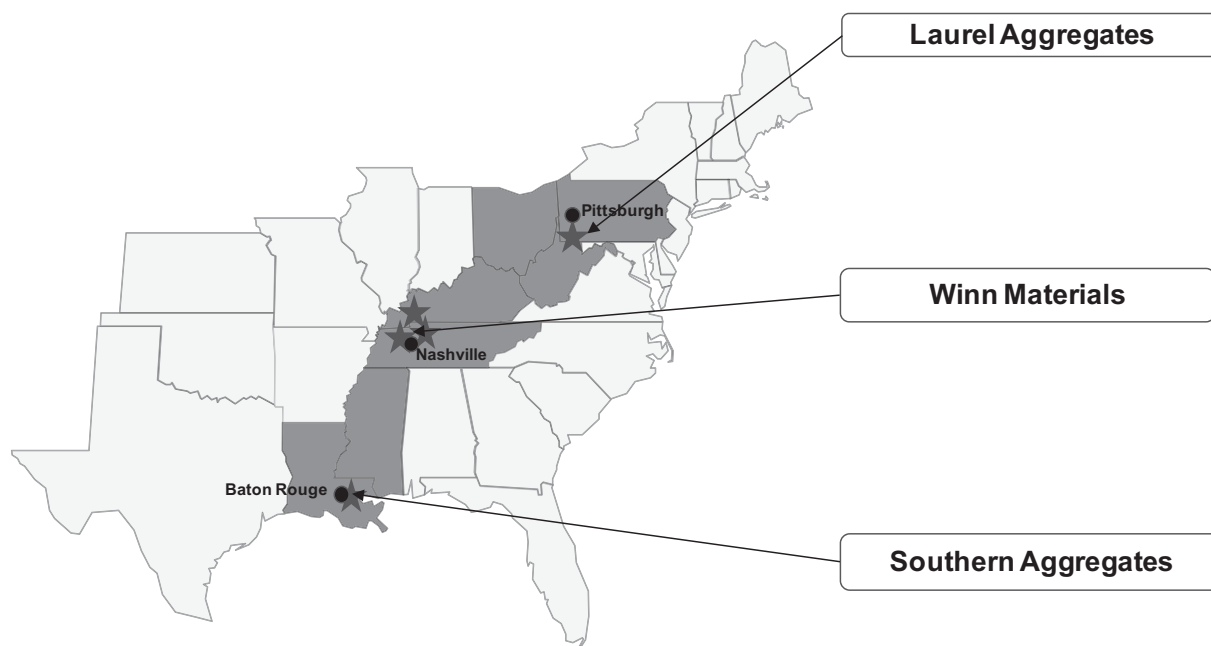 Laurel Aggregates
Pittsburgh
Winn Materials
Nashville
Baton Rouge
Southern Aggregates